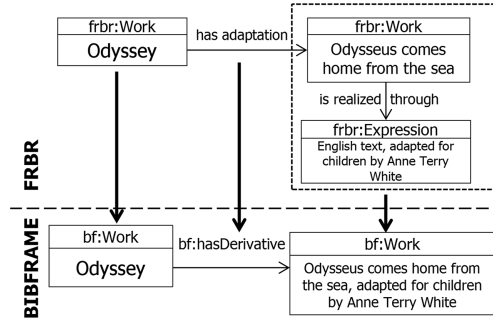 frbr:Work
Odyssey
has adaptation
frbr:Work
Odysseus comes
home from the sea
is realized through
frbr:Expression
English text, adapted for
children by Anne Terry
White
FRBR
BIBFRAME
bf:Work
Odyssey
bf:hasDerivative
bf:Work
Odysseus comes home from
the sea, adapted for children
by Anne Terry White